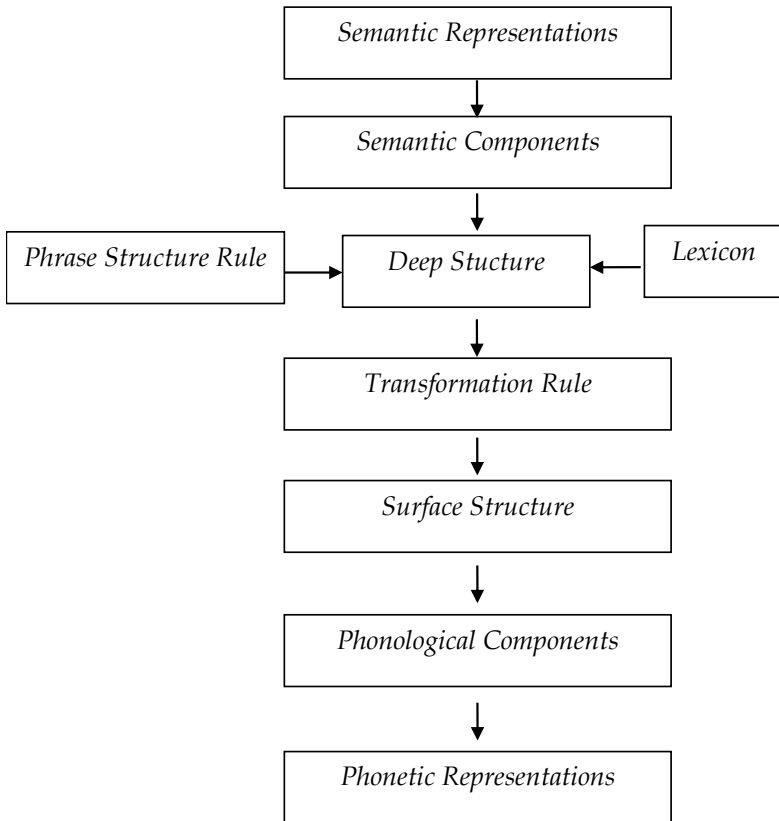 Semantic Representations
Semantic Components
Phrase Structure Rule
Deep Stucture
Lexicon
Transformation Rule
Surface Structure
Phonological Components
Phonetic Representations